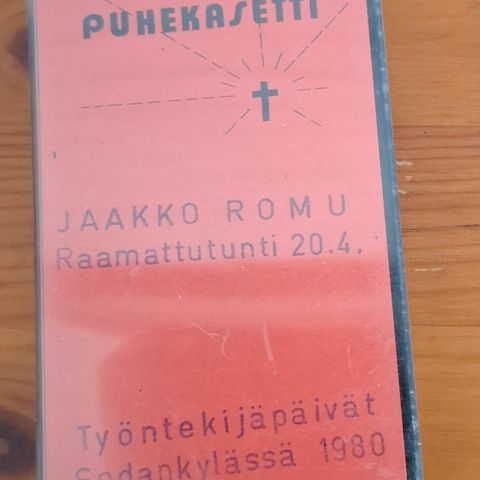 PUHEKASETTI
JAAKKO ROMU
Raamattutunti 20.4.
Työntekijäpäivät
Sodankylässä 1980